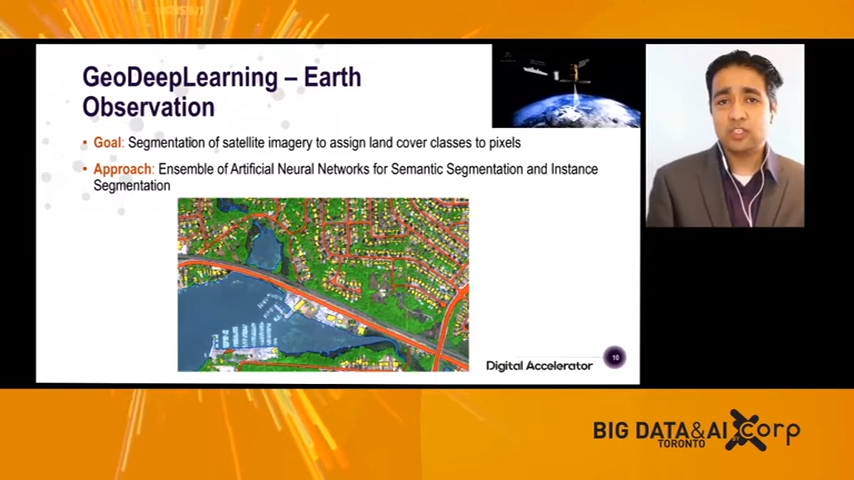 GeoDeepLearning – Earth
Observation
• Goal: Segmentation of satellite imagery to assign land cover classes to pixels
• Approach: Ensemble of Artificial Neural Networks for Semantic Segmentation and Instance
Segmentation
Digital Accelerator
10
BIG DATA&AI
TORONTO
BY
corp